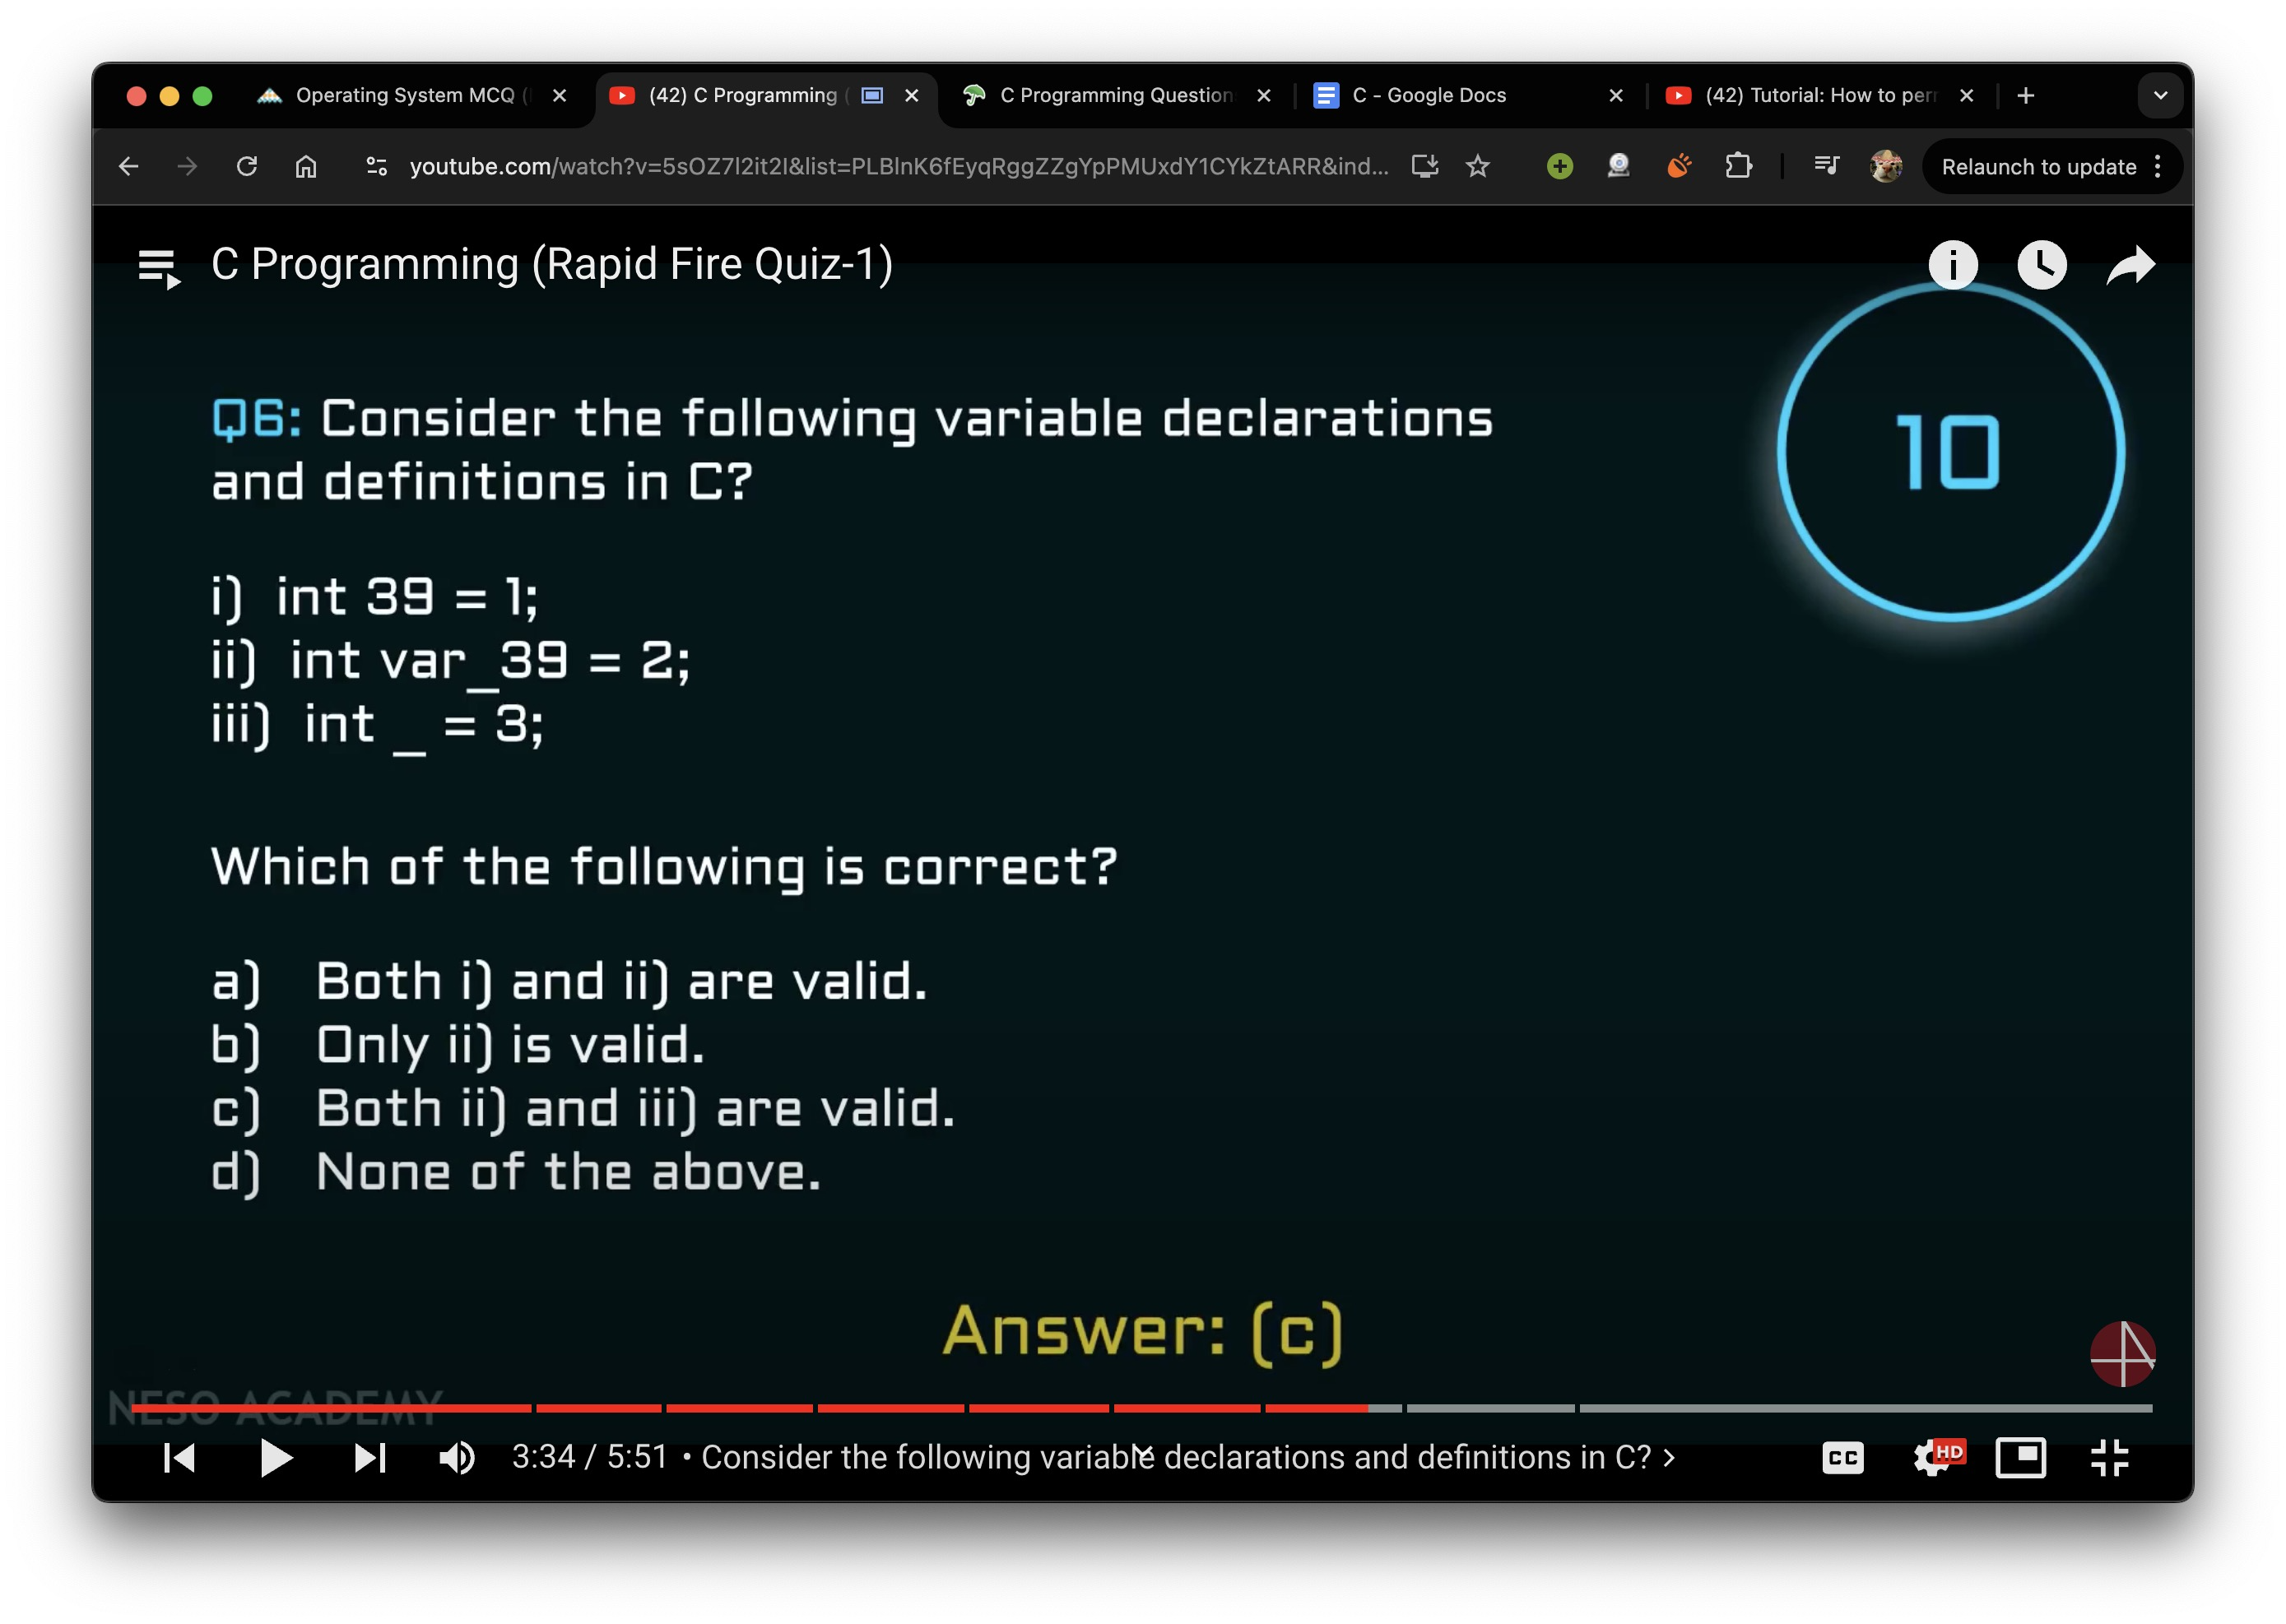 Operating System MCQ (
(42) C Programming (
C Programming Question
C - Google Docs
(42) Tutorial: How to perr
youtube.com/watch?v=5sOZ7l2it2I&list=PLBlnK6fEyqRggZZgYpPMUxdY1CYkZtARR&ind...
Relaunch to update
C Programming (Rapid Fire Quiz-1)
10
Q6: Consider the following variable declarations
and definitions in C?
i) int 39 = 1;
ii) int var_39 = 2;
iii) int _ = 3;
Which of the following is correct?
a) Both i) and ii) are valid.
b) Only ii) is valid.
c) Both ii) and iii) are valid.
d) None of the above.
Answer: (c)
NESO ACADEMY
3:34 / 5:51 • Consider the following variable declarations and definitions in C? >
CC
HD